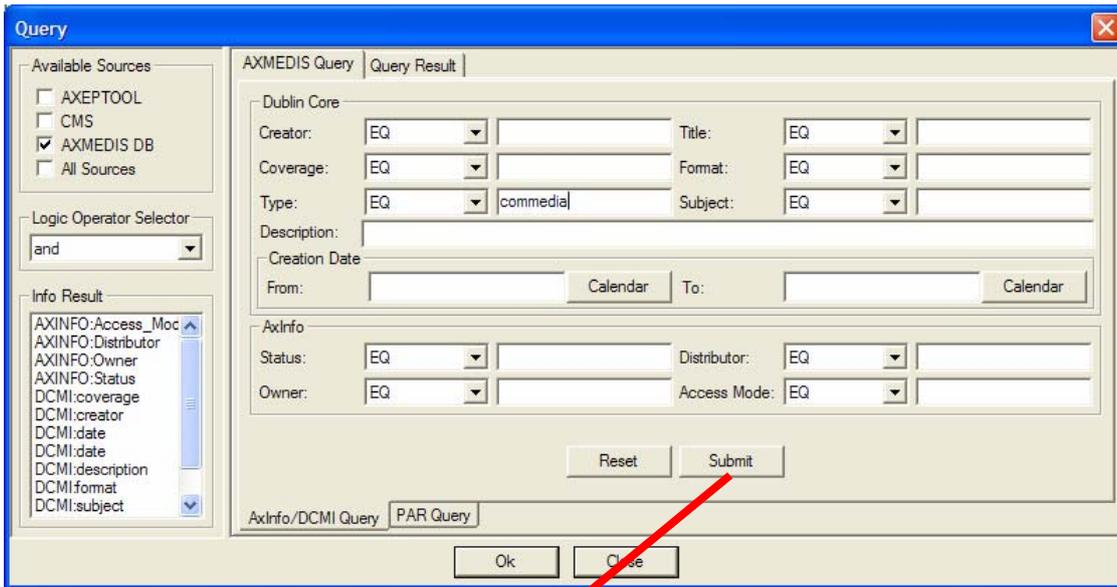 Query
Available Sources
AXEPTOOL
CMS
AXMEDIS DB
All Sources
Logic Operator Selector
and
Info Result
AXINFO:Access_Moc
AXINFO:Distributor
AXINFO:Owner
AXINFO:Status
DCMI:coverage
DCMI:creator
DCMI:date
DCMI:date
DCMI:description
DCMI:format
DCMI:subject
AXMEDIS Query Query Result
Dublin Core
Creator: EQ Title: EQ
Coverage: EQ Format: EQ
Type: EQ commedia Subject: EQ
Description:
Creation Date
From: Calendar To: Calendar
AxInfo
Status: EQ Distributor: EQ
Owner: EQ Access Mode: EQ
Reset Submit
AxInfo/DCMI Query PAR Query
Ok Close